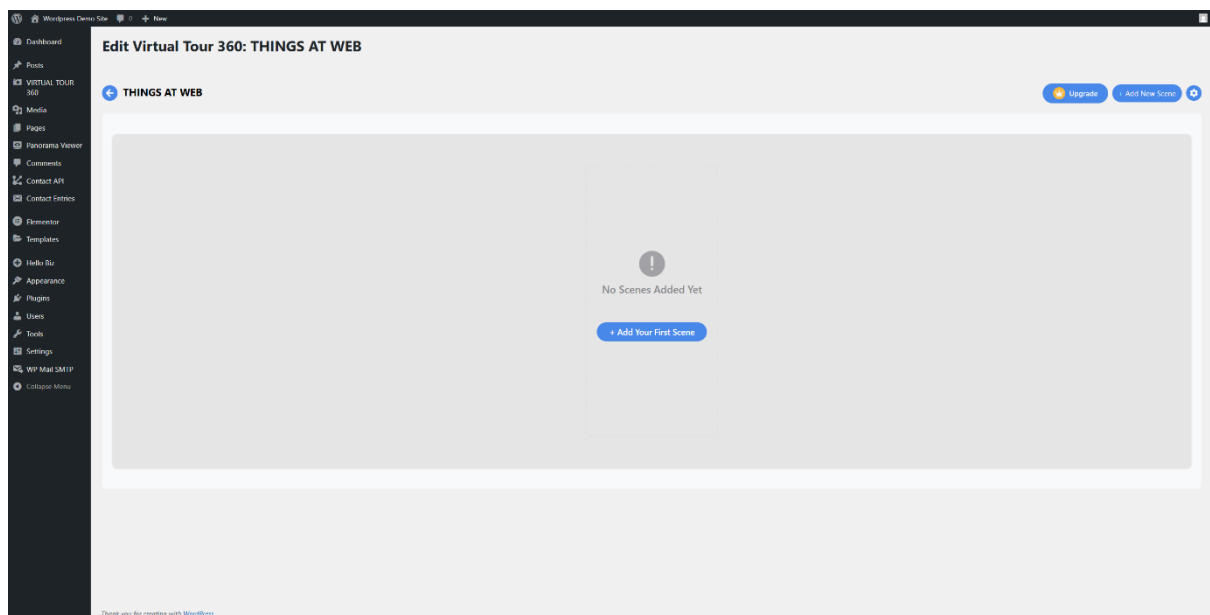 Wordpress Demo Site 0 + New
Dashboard
Posts
VIRTUAL TOUR
360
Media
Pages
Panorama Viewer
Comments
Contact API
Contact Entries
Elementor
Templates
Hello Biz
Appearance
Plugins
Users
Tools
Settings
WP Mail SMTP
Collapse Menu
Edit Virtual Tour 360: THINGS AT WEB
THINGS AT WEB
Upgrade
+ Add New Scene
No Scenes Added Yet
+ Add Your First Scene
Thank you for creating with WordPress